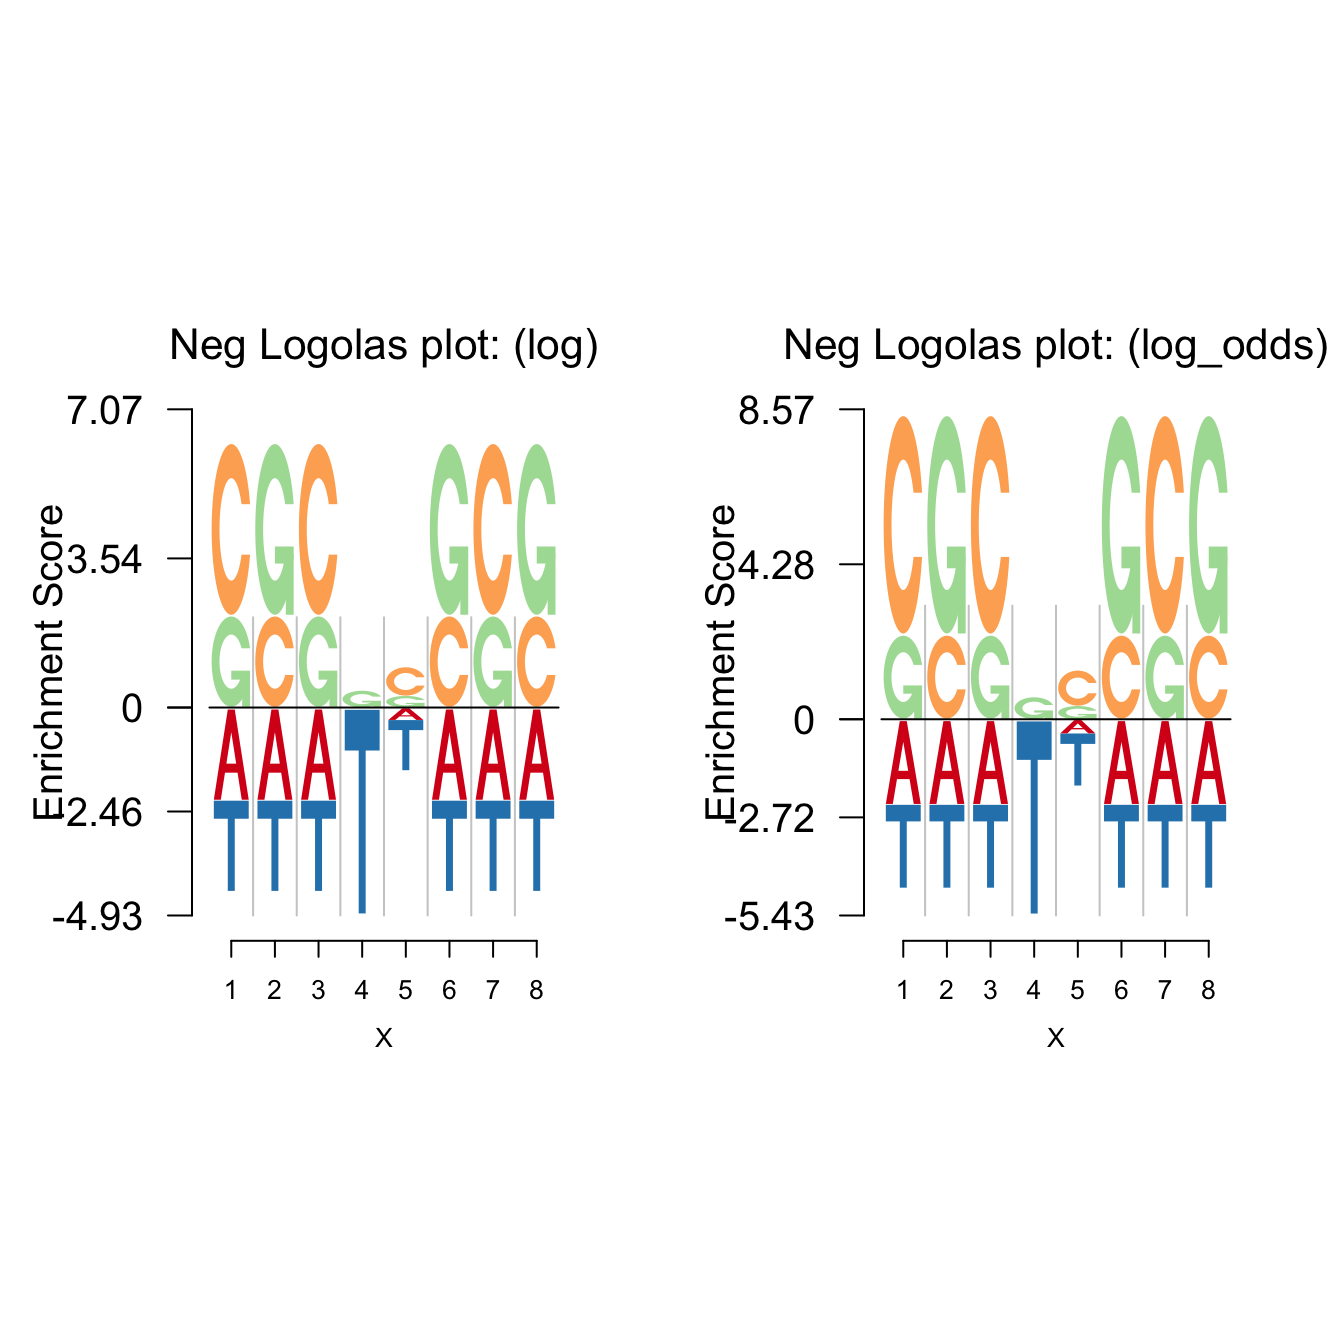 Neg Logolas plot: (log)
7.07
3.54
0
-2.46
-4.93
Enrichment Score
C G C G C G
G C G G C C G C
G
A A A A A A A
T T T T T T T T
1 2 3 4 5 6 7 8
X
Neg Logolas plot: (log_odds)
8.57
4.28
0
-2.72
-5.43
Enrichment Score
C G C G C G
G C G G C C G C
G
A A A A A A A
T T T T T T T T
1 2 3 4 5 6 7 8
X